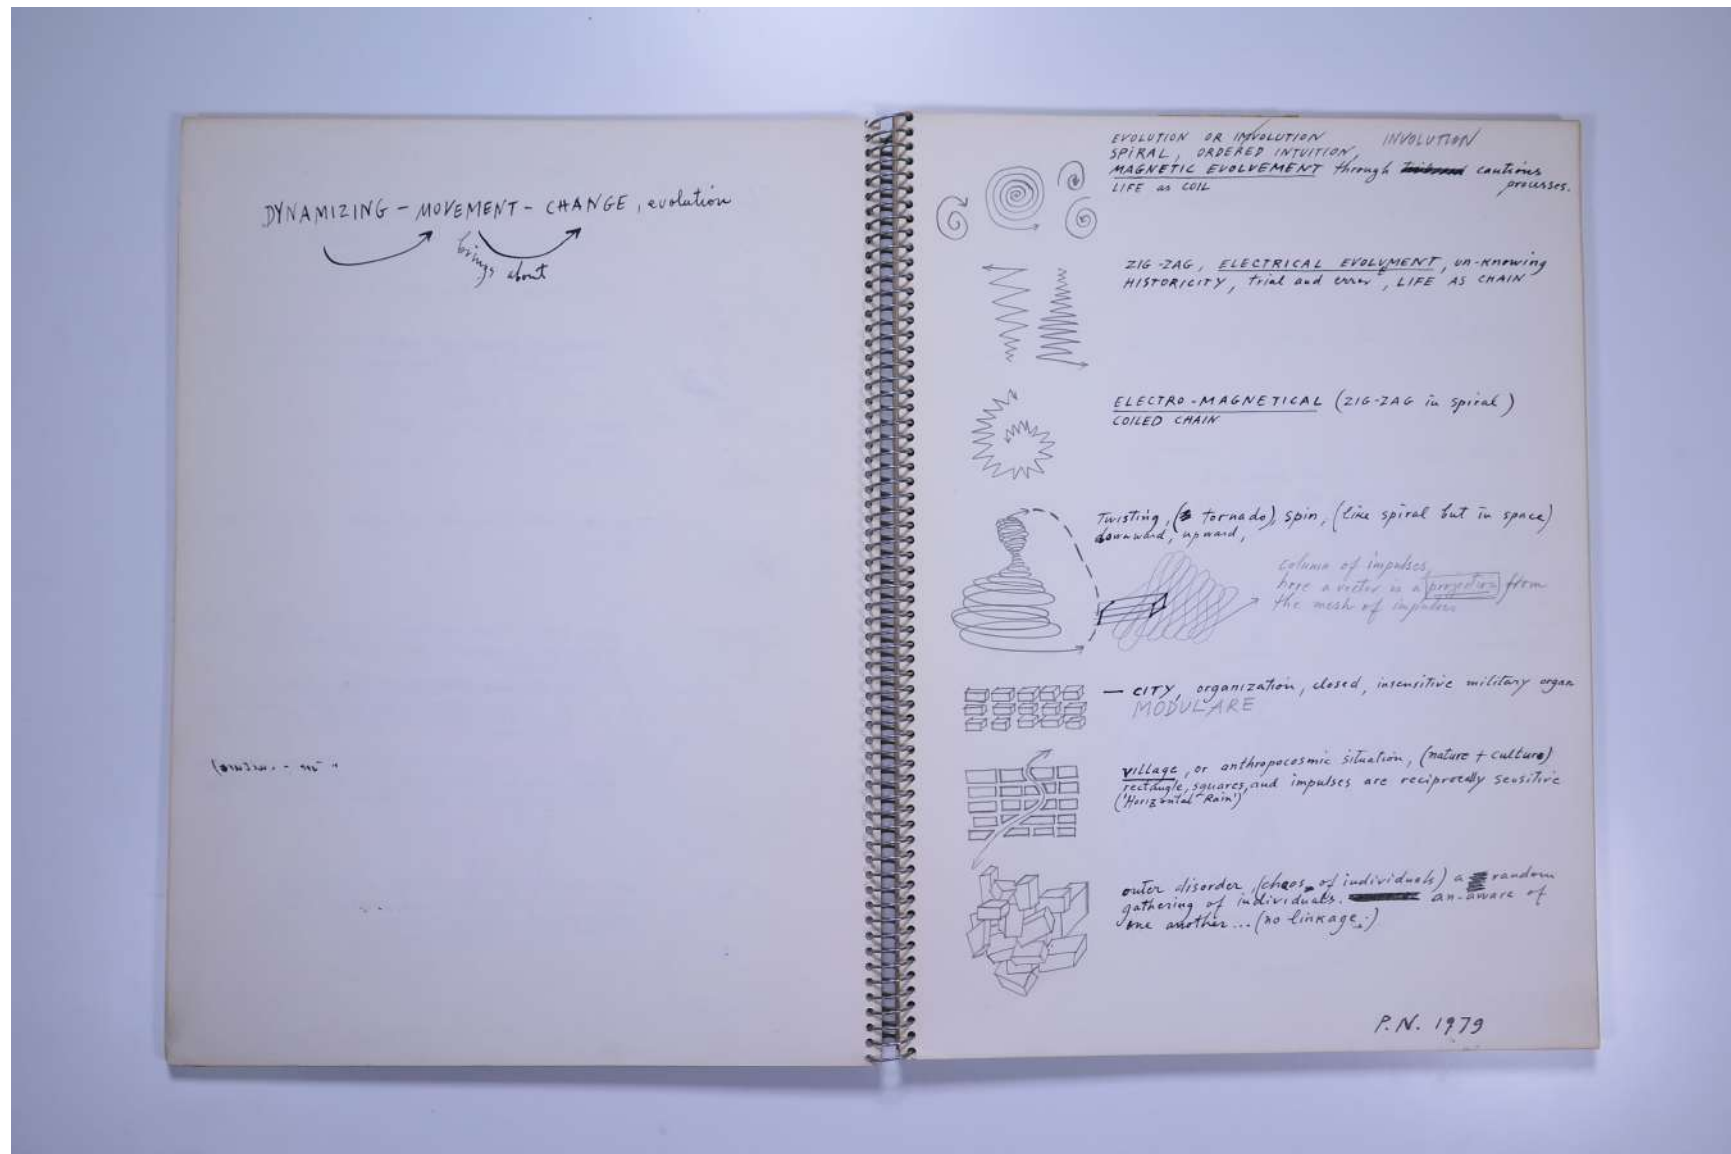 DYNAMIZING - MOVEMENT - CHANGE, evolution
brings about
EVOLUTION OR INVOLUTION INVOLUTION
SPIRAL, ORDERED INTUITION
MAGNETIC EVOLVEMENT through cautious
processes.
LIFE as COIL
ZIG-ZAG, ELECTRICAL EVOLVMENT, un-knowing
HISTORICITY, trial and error, LIFE AS CHAIN
ELECTRO-MAGNETICAL (ZIG-ZAG in spiral)
COILED CHAIN
Twisting, (tornado), spin, (like spiral but in space)
downward, upward,
column of impulses,
here a vector is a projection from
the mesh of impulses
— CITY, organization, closed, insensitive military organ
MODULARE
village, or anthropocosmic situation, (nature + culture)
rectangle, squares, and impulses are reciprocally sensitive
('Horizontal Rain')
outer disorder, (chaos of individuals) a random
gathering of individuals. an-aware of
one another... (no linkage.)
P.N. 1979